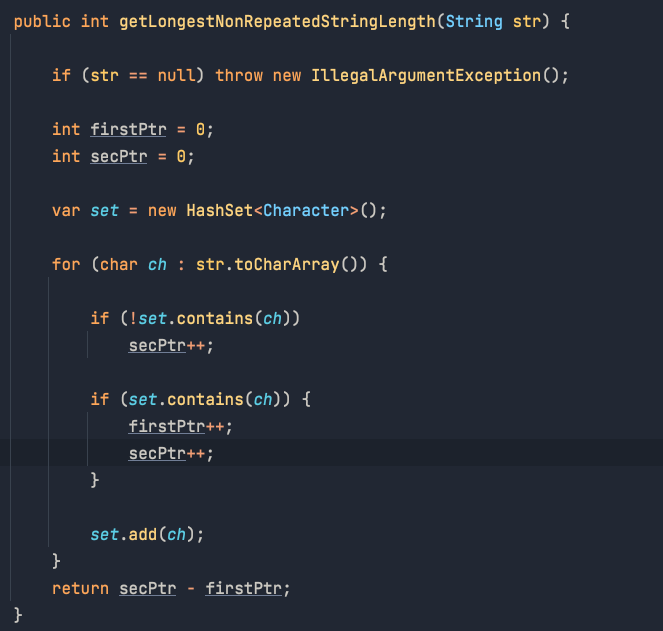 public int getLongestNonRepeatedStringLength(String str) {
if (str == null) throw new IllegalArgumentException();
int firstPtr = 0;
int secPtr = 0;
var set = new HashSet<Character>();
for (char ch : str.toCharArray()) {
if (!set.contains(ch))
secPtr++;
if (set.contains(ch)) {
firstPtr++;
secPtr++;
}
set.add(ch);
}
return secPtr - firstPtr;
}